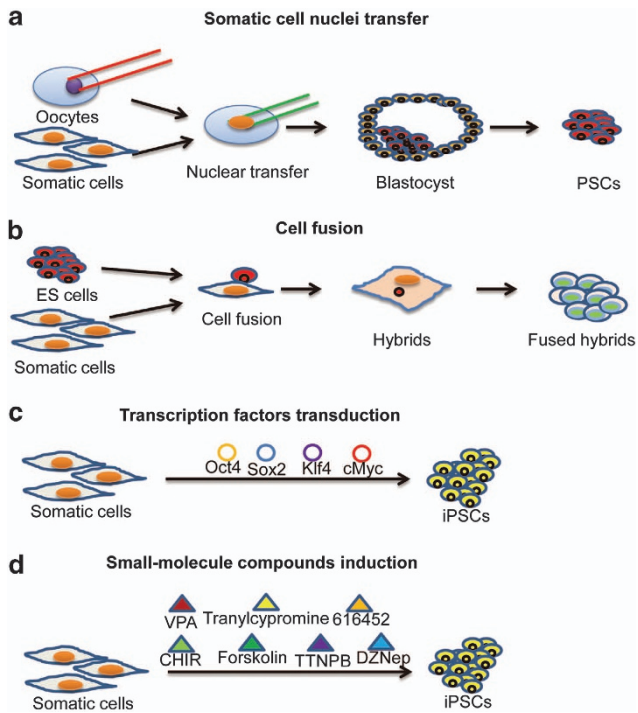 a
Somatic cell nuclei transfer
Oocytes
Somatic cells
Nuclear transfer
Blastocyst
PSCs
b
Cell fusion
ES cells
Somatic cells
Cell fusion
Hybrids
Fused hybrids
c
Transcription factors transduction
Oct4 Sox2 Klf4 cMyc
Somatic cells
iPSCs
d
Small-molecule compounds induction
VPA Tranylcypromine 616452
CHIR Forskolin TTNPB DZNep
Somatic cells
iPSCs